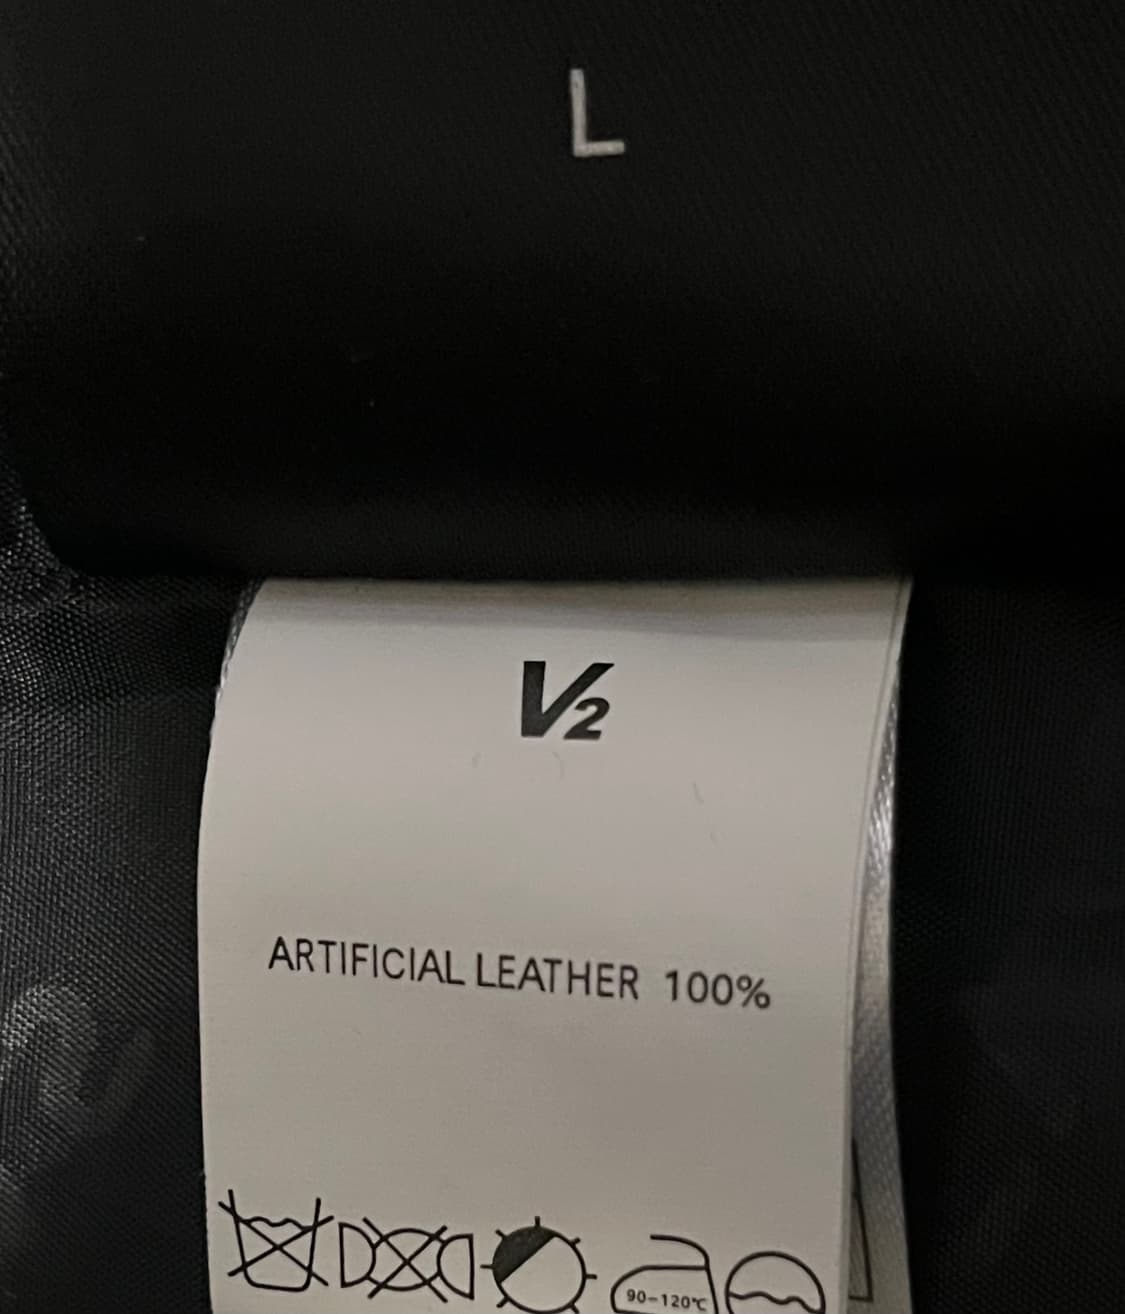 L
V2
ARTIFICIAL LEATHER 100%
90-120℃